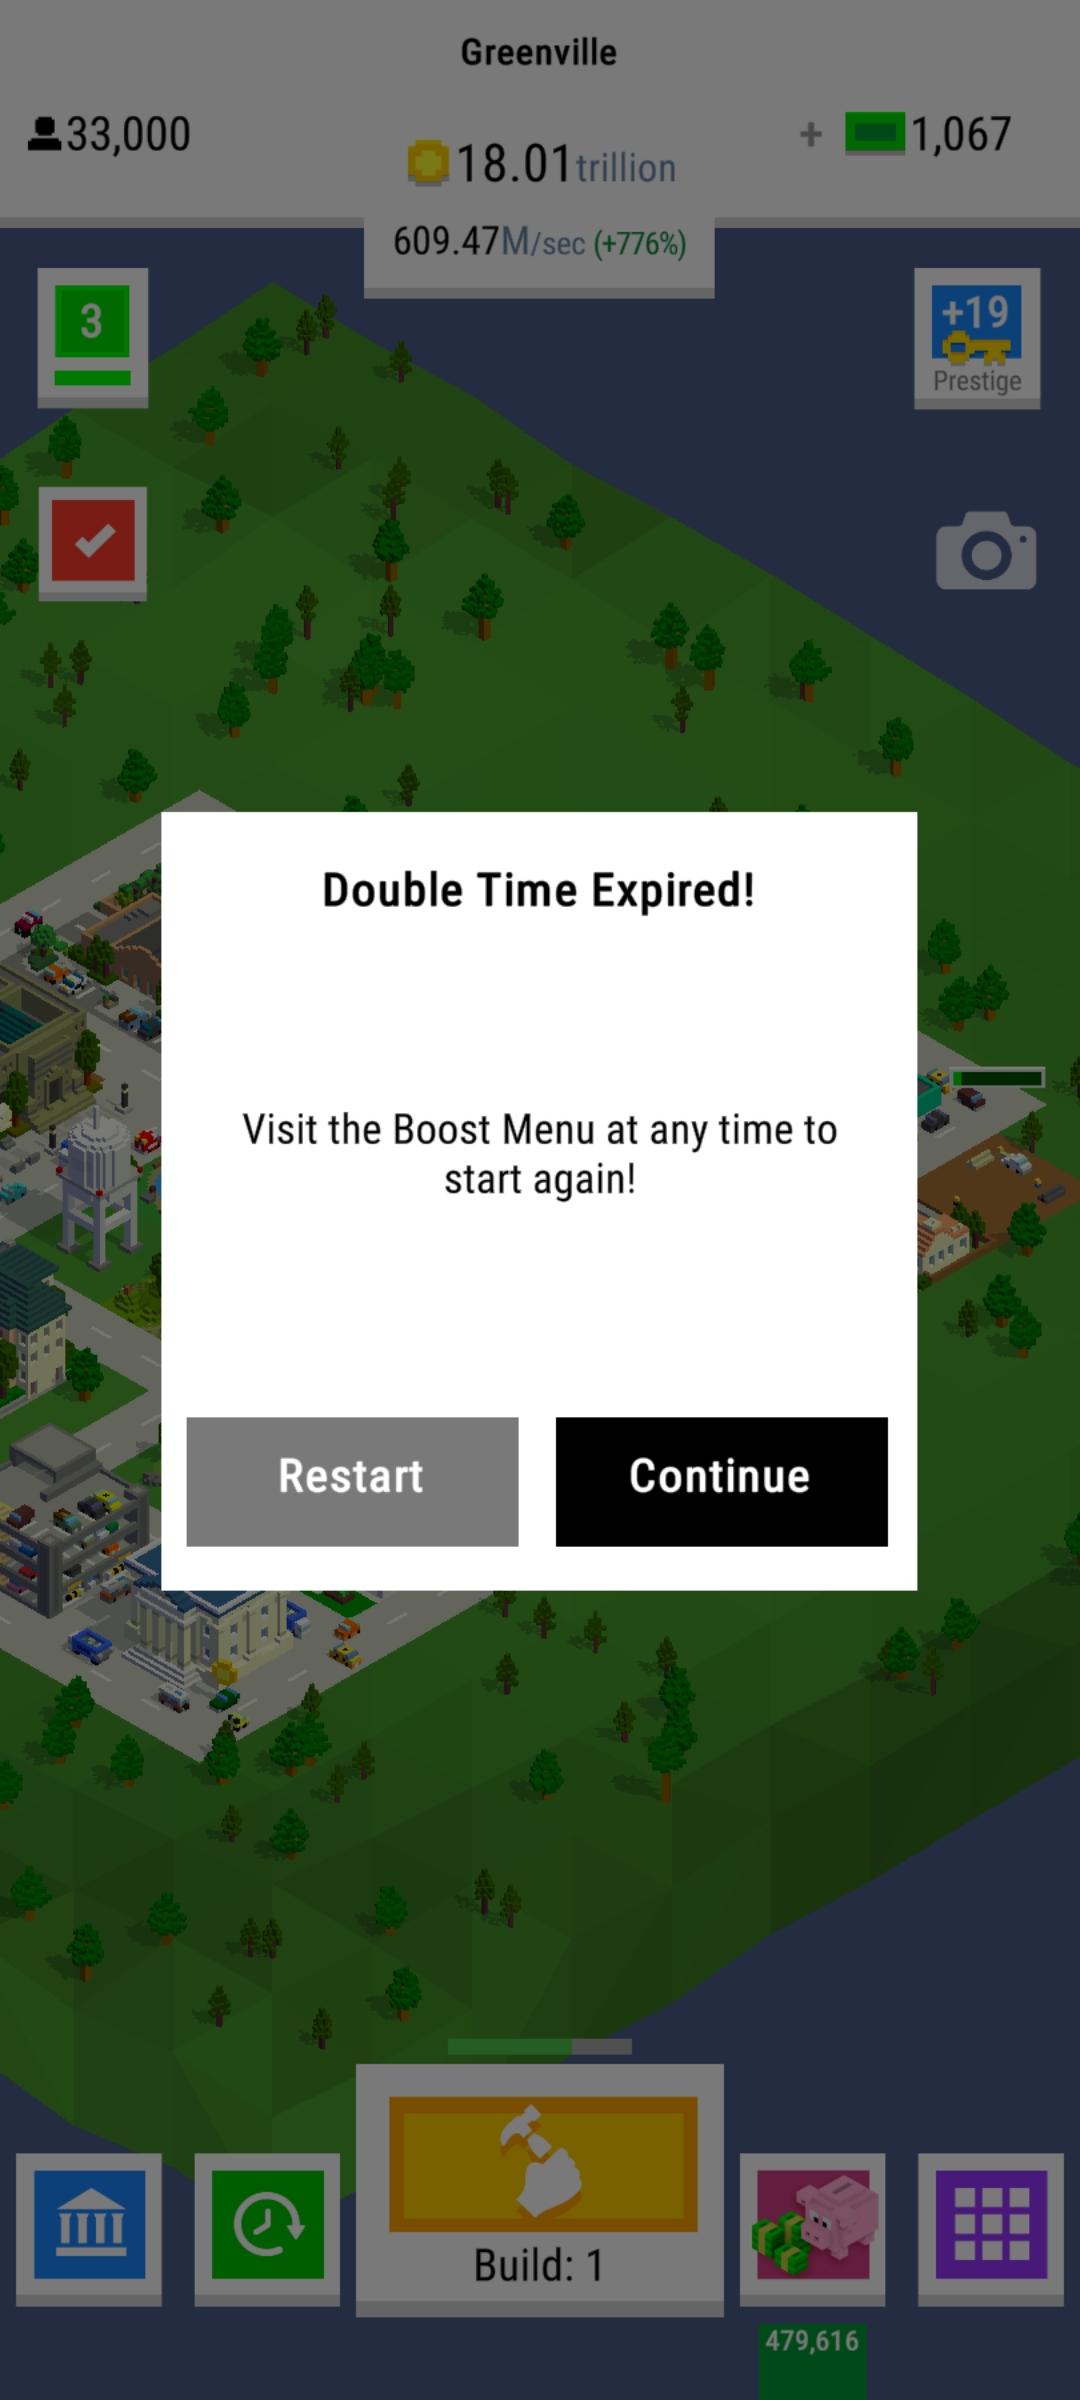 Greenville
33,000
18.01trillion
+ 1,067
609.47M/sec (+776%)
3
+19
Prestige
Double Time Expired!
Visit the Boost Menu at any time to
start again!
Restart
Continue
Build: 1
479,616